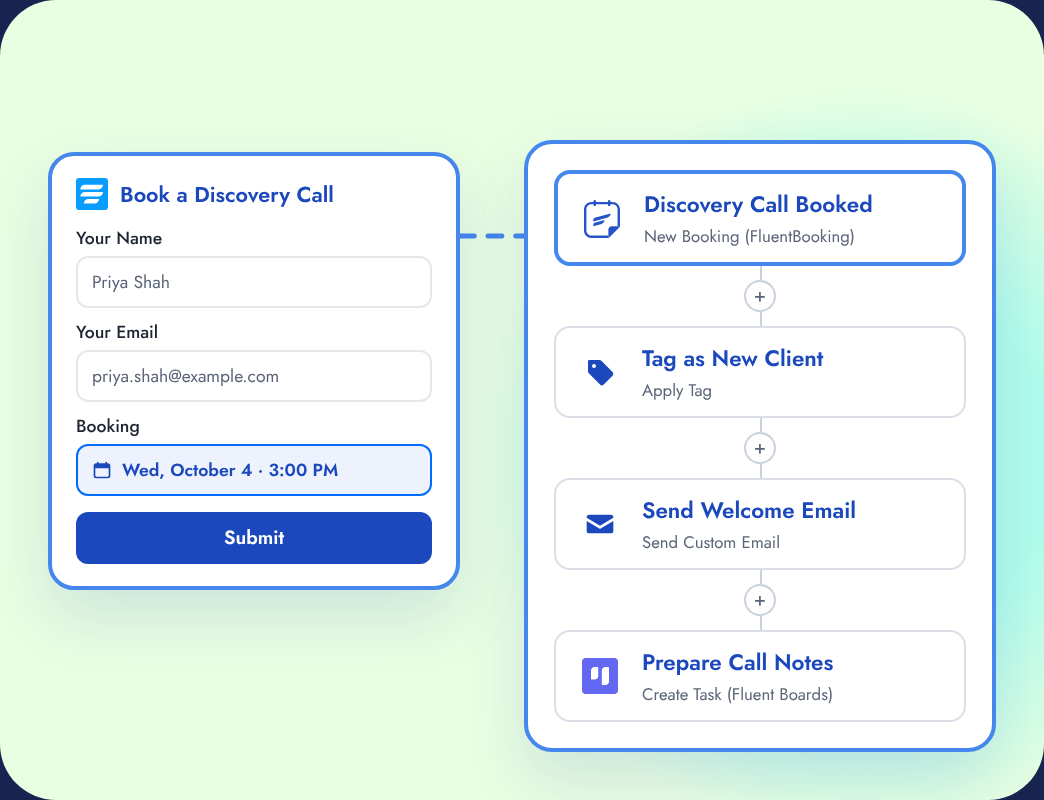 Book a Discovery Call
Your Name
Priya Shah
Your Email
priya.shah@example.com
Booking
Wed, October 4 · 3:00 PM
Submit
Discovery Call Booked
New Booking (FluentBooking)
+
Tag as New Client
Apply Tag
+
Send Welcome Email
Send Custom Email
+
Prepare Call Notes
Create Task (Fluent Boards)